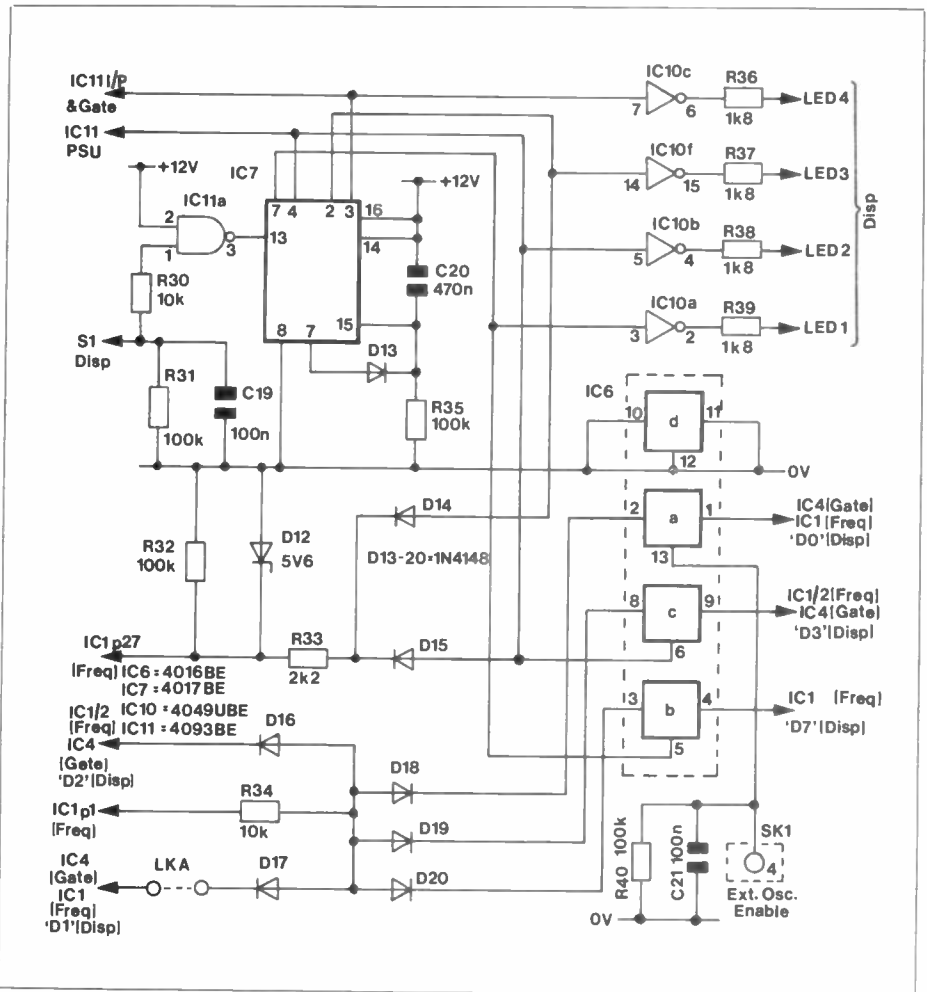 IC11 I/P
&Gate
IC11
PSU
+12V
IC7
IC11a
2
1
3
13
7 4 2 3
16
14
15
8 7
+12V
C20
470n
R30
10k
S1
Disp
R31
100k
C19
100n
D13
R35
100k
IC10c
7
6
R36
1k8
LED4
IC10f
14
15
R37
1k8
LED3
IC10b
5
4
R38
1k8
LED2
IC10a
3
2
R39
1k8
LED1
Disp
IC6
10
d
11
12
0V
2
a
1
13
IC4(Gate)
IC1(Freq)
'D0'(Disp)
8
c
9
6
IC1/2(Freq)
IC4(Gate)
'D3'(Disp)
3
b
4
5
IC1 (Freq)
'D7'(Disp)
R32
100k
D12
5V6
D14
D13-20=1N4148
IC1p27
(Freq)
R33
2k2
D15
IC6=4016BE
IC7=4017BE
IC10=4049UBE
IC11=4093BE
IC1/2
(Freq)
IC4
(Gate)
'D2'(Disp)
D16
IC1p1
(Freq)
R34
10k
D18
D19
D20
IC4
(Gate)
IC1
(Freq)
'D1'(Disp)
LKA
D17
R40 100k
C21 100n
SK1
4
Ext. Osc.
Enable
0V